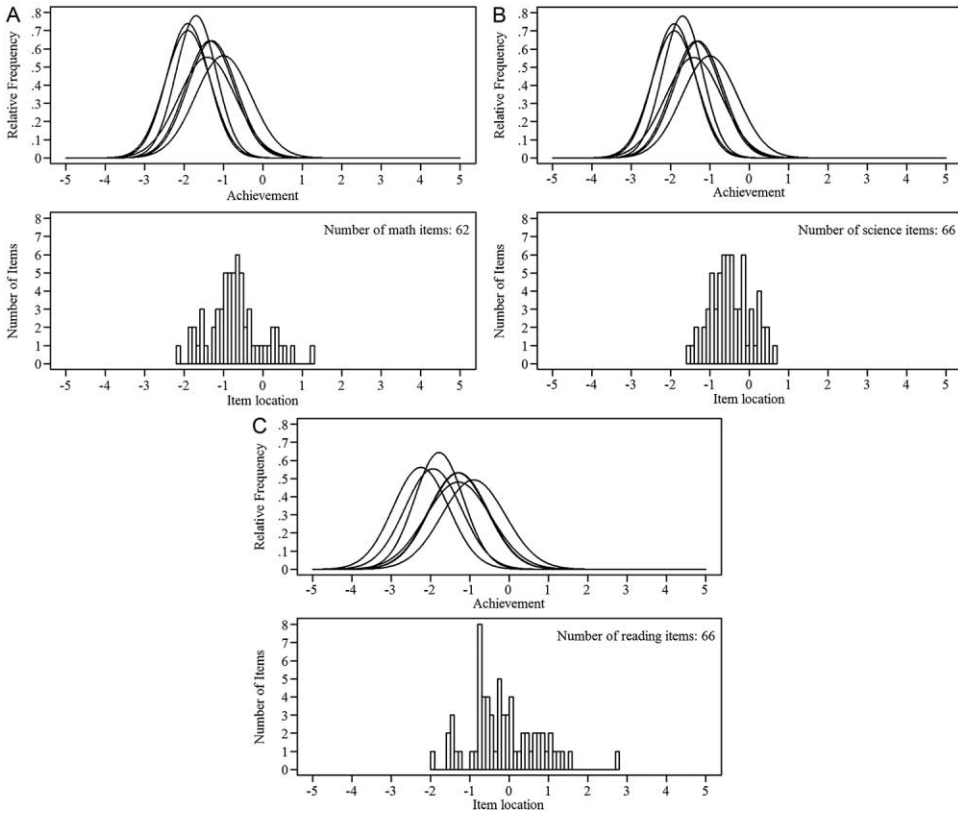 A
Relative Frequency
.8
.7
.6
.5
.4
.3
.2
.1
0
-5 -4 -3 -2 -1 0 1 2 3 4 5
Achievement
Number of Items
8
7
6
5
4
3
2
1
0
Number of math items: 62
-5 -4 -3 -2 -1 0 1 2 3 4 5
Item location
B
Relative Frequency
.8
.7
.6
.5
.4
.3
.2
.1
0
-5 -4 -3 -2 -1 0 1 2 3 4 5
Achievement
Number of Items
8
7
6
5
4
3
2
1
0
Number of science items: 66
-5 -4 -3 -2 -1 0 1 2 3 4 5
Item location
C
Relative Frequency
.8
.7
.6
.5
.4
.3
.2
.1
0
-5 -4 -3 -2 -1 0 1 2 3 4 5
Achievement
Number of Items
8
7
6
5
4
3
2
1
0
Number of reading items: 66
-5 -4 -3 -2 -1 0 1 2 3 4 5
Item location